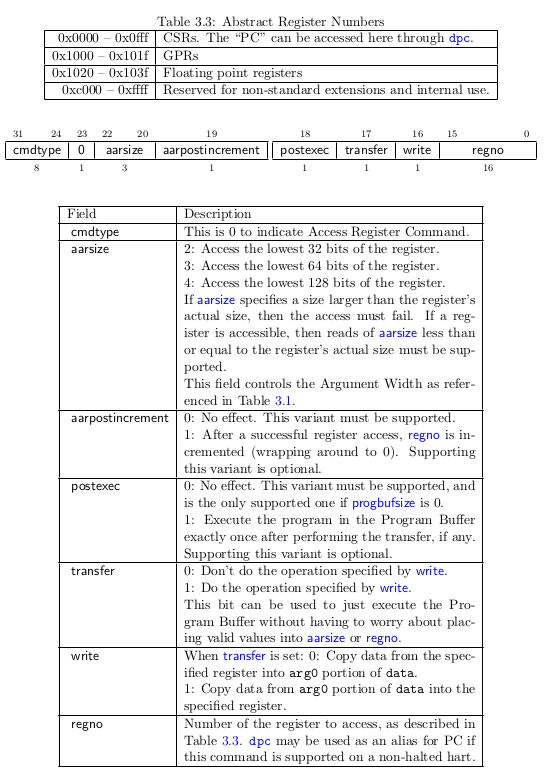 Table 3.3: Abstract Register Numbers
0x0000 – 0x0fff CSRs. The “PC” can be accessed here through dpc.
0x1000 – 0x101f GPRs
0x1020 – 0x103f Floating point registers
0xc000 – 0xffff Reserved for non-standard extensions and internal use.
31 24 23 22 20 19 18 17 16 15 0
cmdtype 0 aarsize aarpostincrement postexec transfer write regno
8 1 3 1 1 1 1 16
Field Description
cmdtype This is 0 to indicate Access Register Command.
aarsize 2: Access the lowest 32 bits of the register.
3: Access the lowest 64 bits of the register.
4: Access the lowest 128 bits of the register.
If aarsize specifies a size larger than the register’s
actual size, then the access must fail. If a reg-
ister is accessible, then reads of aarsize less than
or equal to the register’s actual size must be sup-
ported.
This field controls the Argument Width as refer-
enced in Table 3.1.
aarpostincrement 0: No effect. This variant must be supported.
1: After a successful register access, regno is in-
cremented (wrapping around to 0). Supporting
this variant is optional.
postexec 0: No effect. This variant must be supported, and
is the only supported one if progbufsize is 0.
1: Execute the program in the Program Buffer
exactly once after performing the transfer, if any.
Supporting this variant is optional.
transfer 0: Don’t do the operation specified by write.
1: Do the operation specified by write.
This bit can be used to just execute the Pro-
gram Buffer without having to worry about plac-
ing valid values into aarsize or regno.
write When transfer is set: 0: Copy data from the spec-
ified register into arg0 portion of data.
1: Copy data from arg0 portion of data into the
specified register.
regno Number of the register to access, as described in
Table 3.3. dpc may be used as an alias for PC if
this command is supported on a non-halted hart.